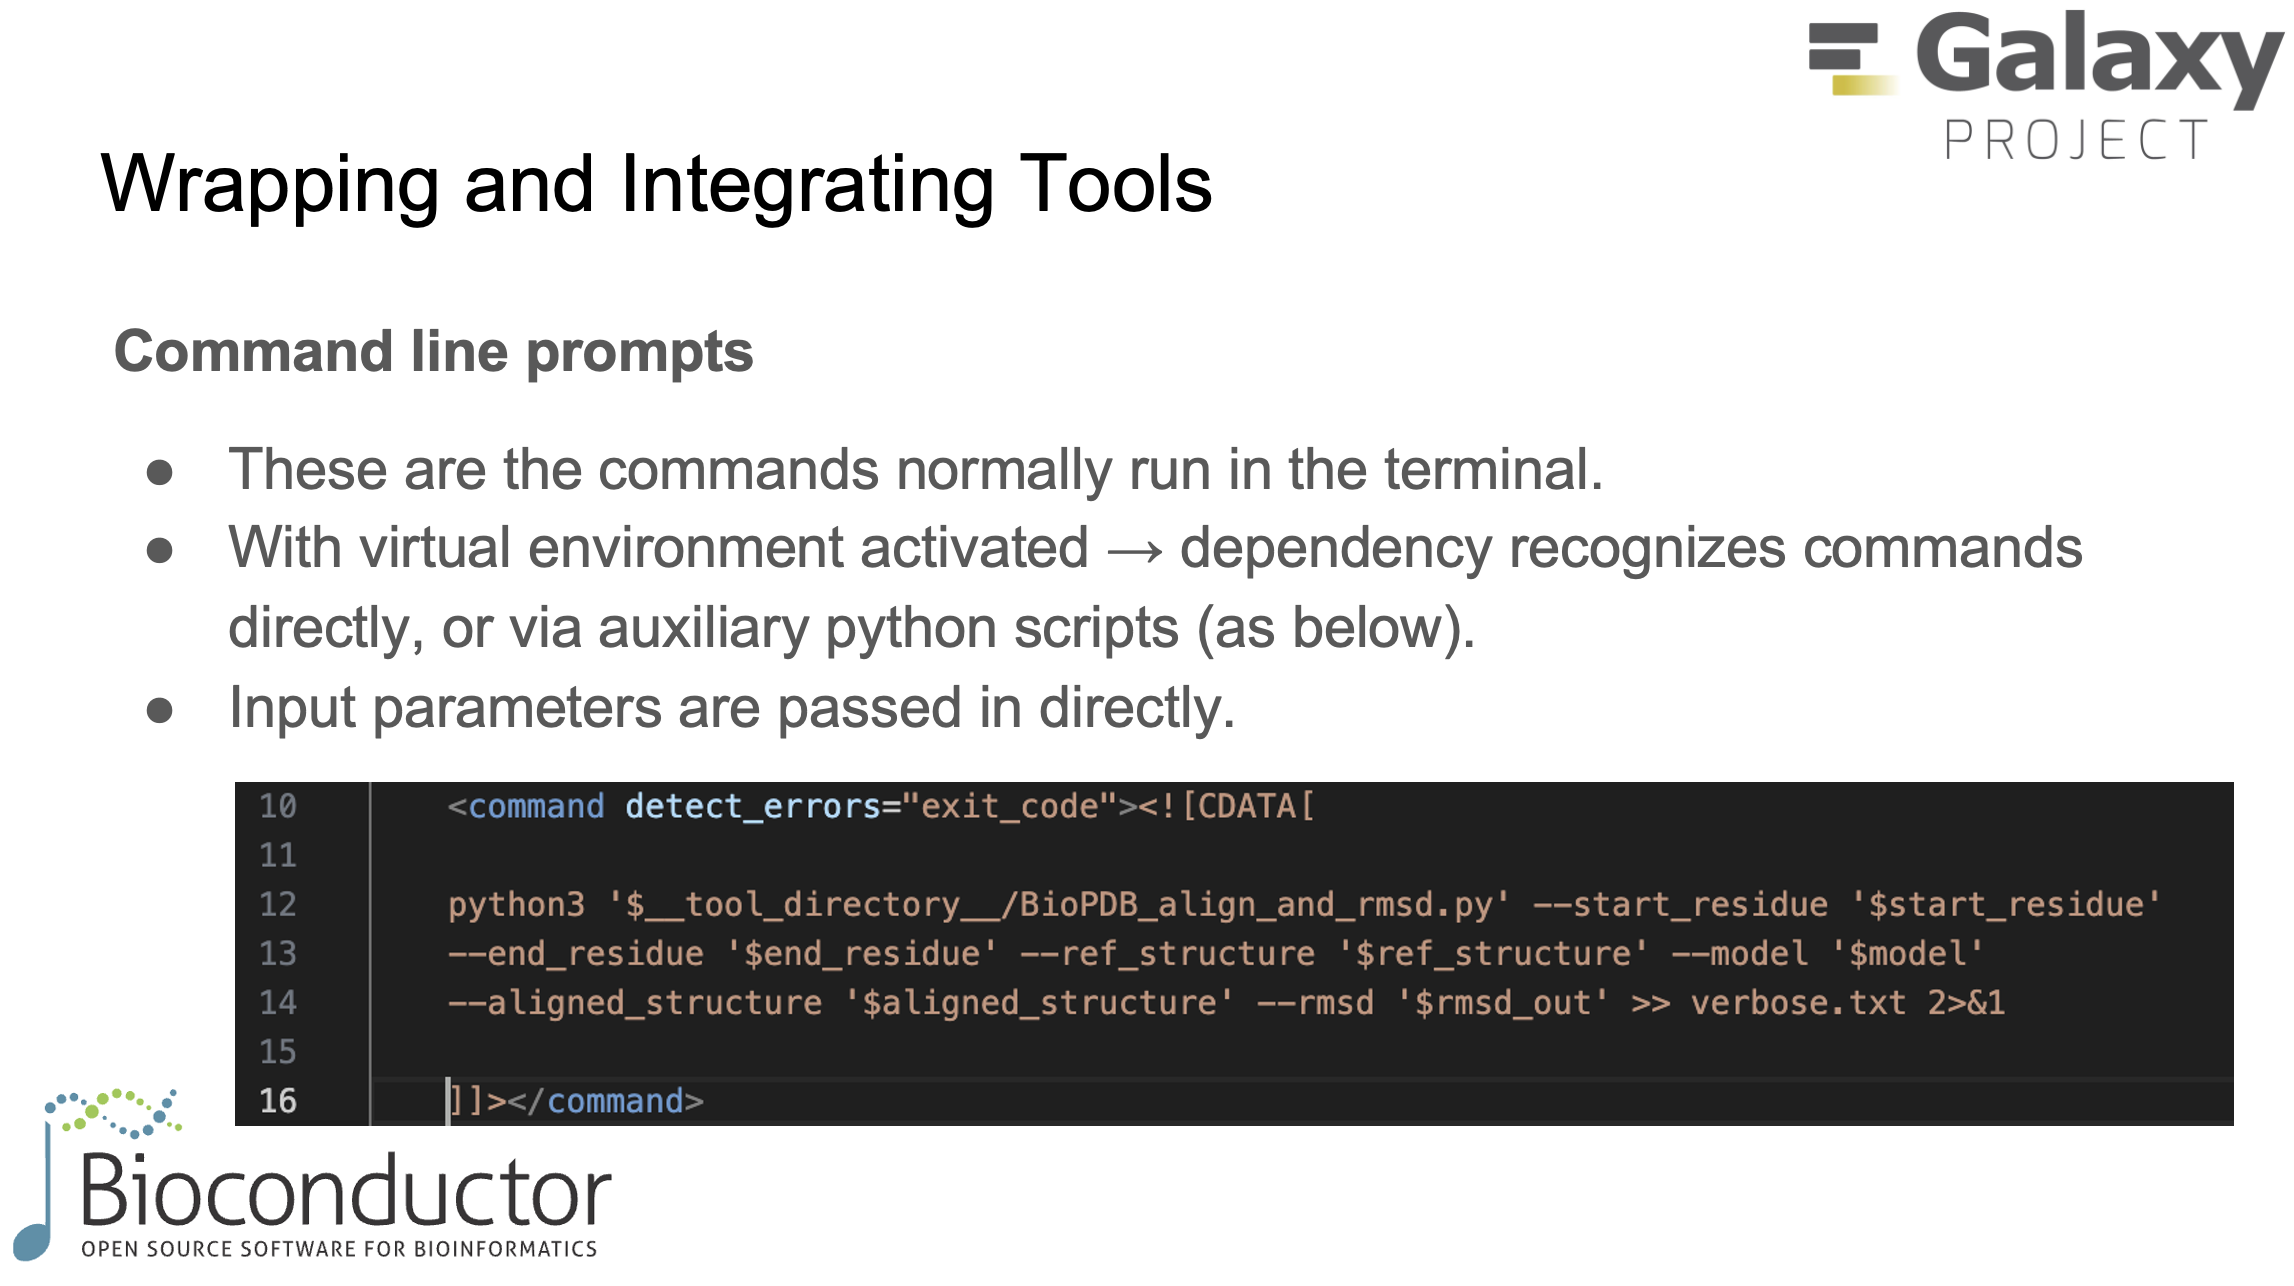 Galaxy
PROJECT
Wrapping and Integrating Tools
Command line prompts
● These are the commands normally run in the terminal.
● With virtual environment activated → dependency recognizes commands
directly, or via auxiliary python scripts (as below).
● Input parameters are passed in directly.
10 <command detect_errors="exit_code"><![CDATA[
11
12 python3 '$__tool_directory__/BioPDB_align_and_rmsd.py' --start_residue '$start_residue'
13 --end_residue '$end_residue' --ref_structure '$ref_structure' --model '$model'
14 --aligned_structure '$aligned_structure' --rmsd '$rmsd_out' >> verbose.txt 2>&1
15
16 ]]></command>
Bioconductor
OPEN SOURCE SOFTWARE FOR BIOINFORMATICS